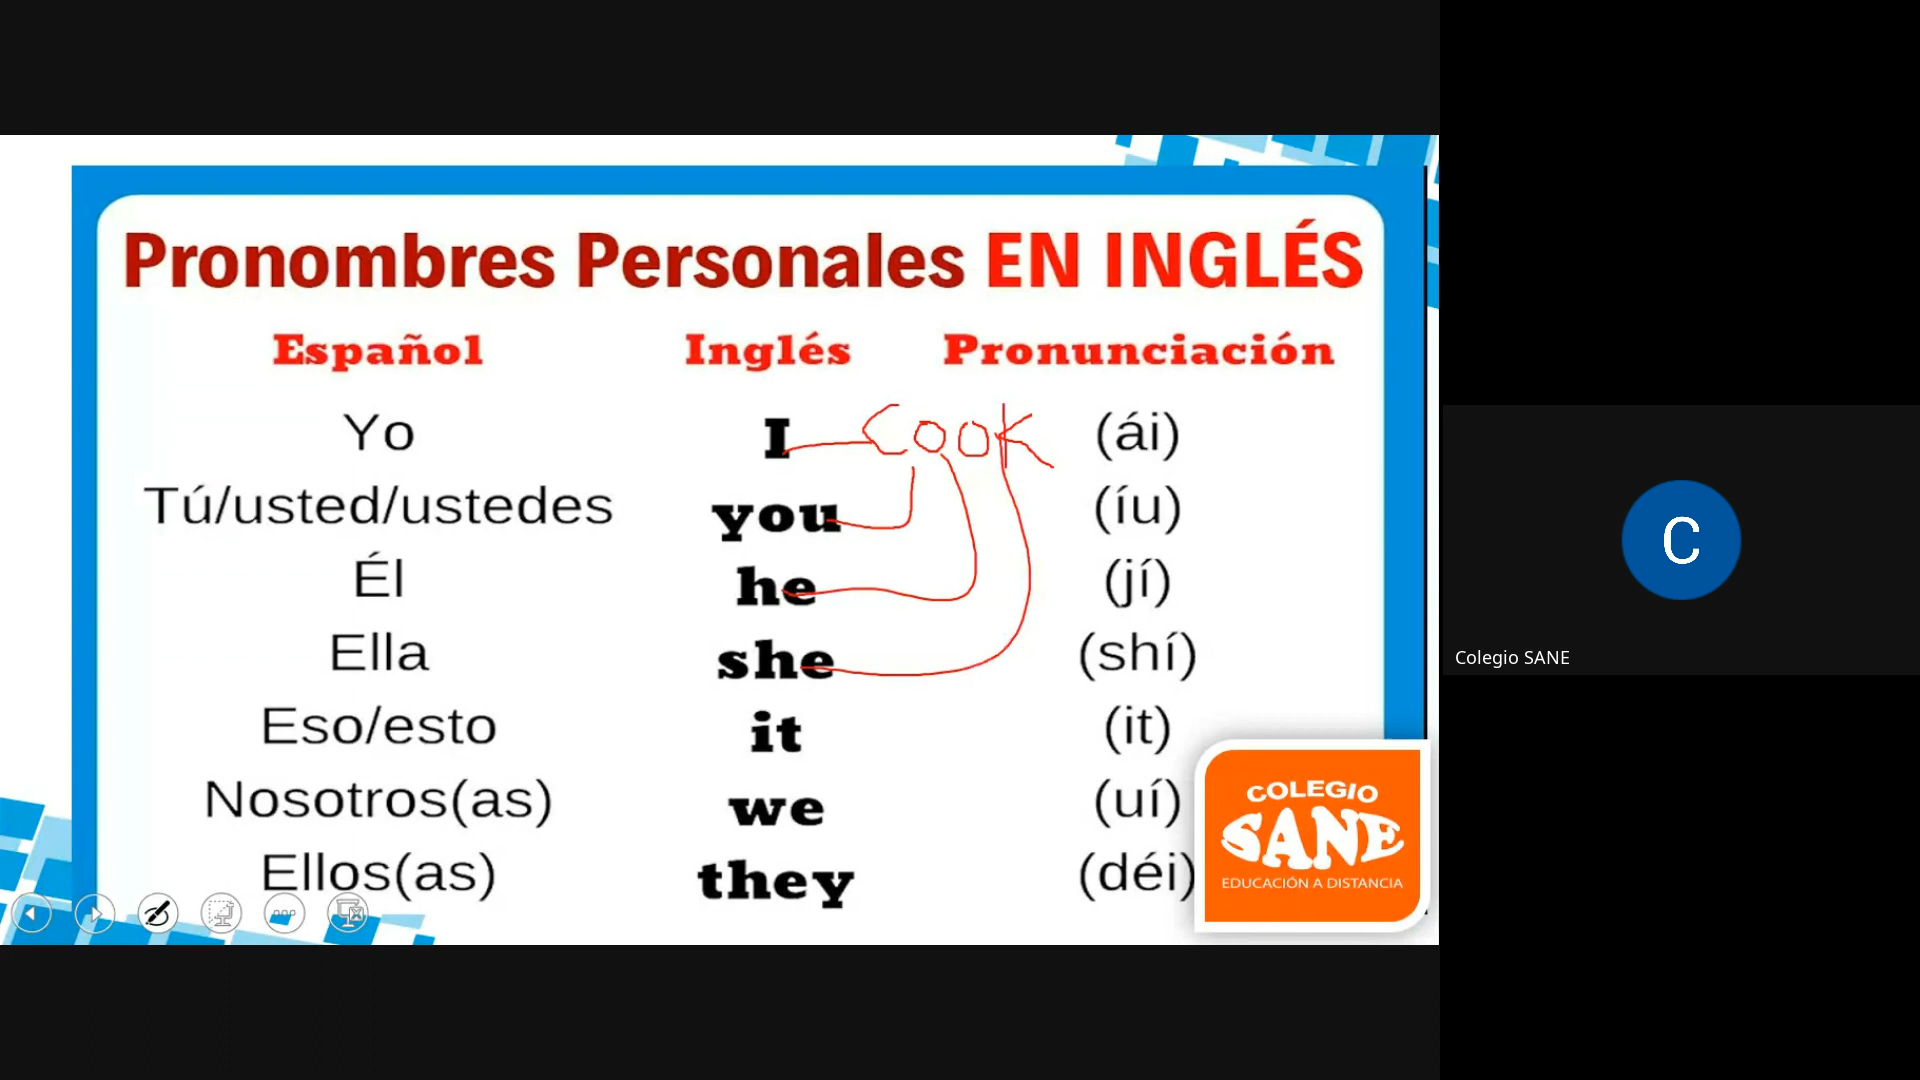 Pronombres Personales EN INGLÉS
Español Inglés Pronunciación
Yo I COOK (ái)
Tú/usted/ustedes you (íu)
Él he (jí)
Ella she (shí)
Eso/esto it (it)
Nosotros(as) we (uí)
Ellos(as) they (déi)
COLEGIO
SANE
EDUCACIÓN A DISTANCIA
C
Colegio SANE